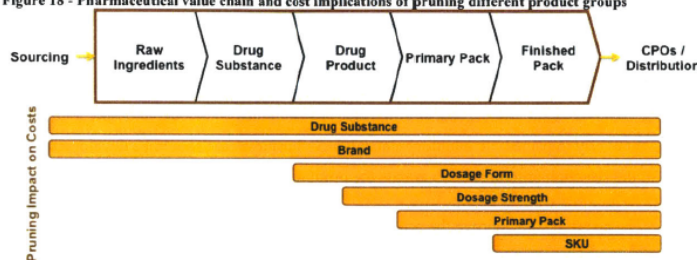 Figure 18 - Pharmaceutical value chain and cost implications of pruning different product groups
Sourcing
Raw
Ingredients
Drug
Substance
Drug
Product
Primary Pack
Finished
Pack
CPOs /
Distribution
Pruning Impact on Costs
Drug Substance
Brand
Dosage Form
Dosage Strength
Primary Pack
SKU